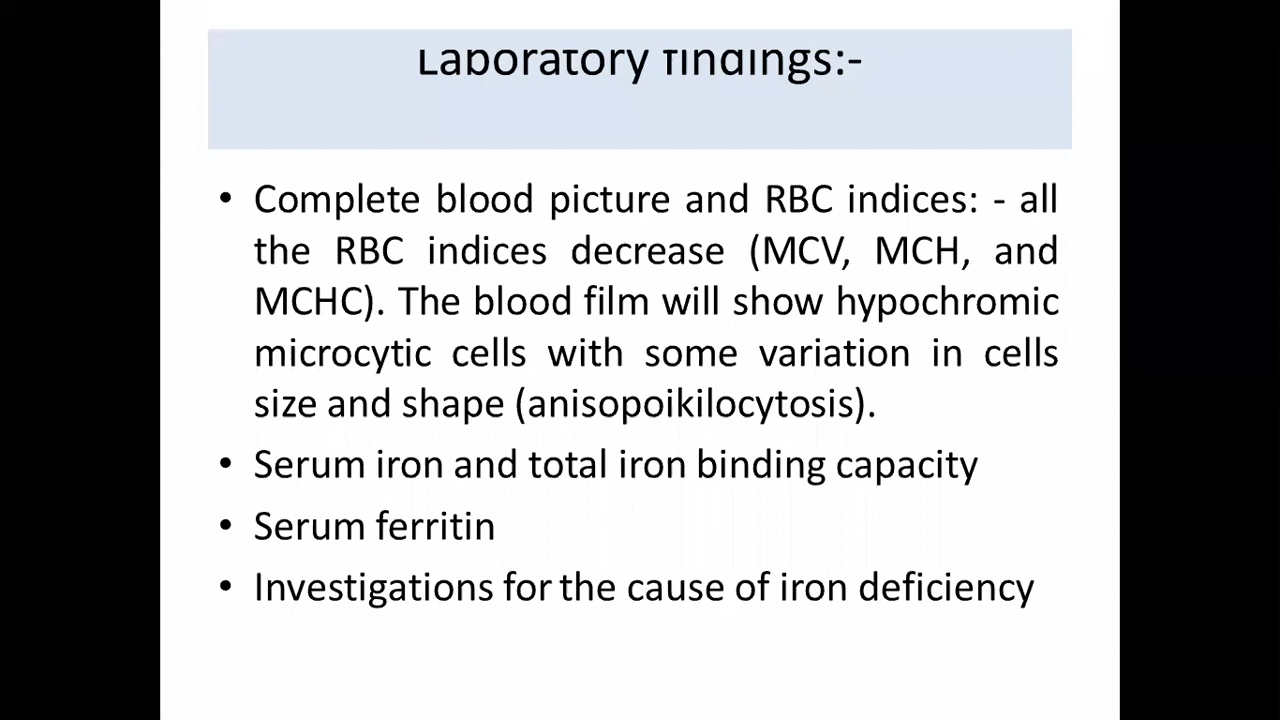 Laboratory findings:-
• Complete blood picture and RBC indices: - all
the RBC indices decrease (MCV, MCH, and
MCHC). The blood film will show hypochromic
microcytic cells with some variation in cells
size and shape (anisopoikilocytosis).
• Serum iron and total iron binding capacity
• Serum ferritin
• Investigations for the cause of iron deficiency